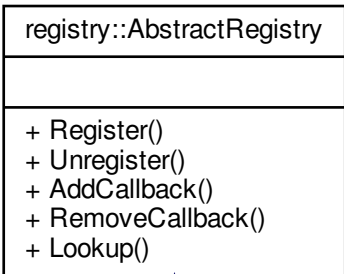 registry::AbstractRegistry
+ Register()
+ Unregister()
+ AddCallback()
+ RemoveCallback()
+ Lookup()